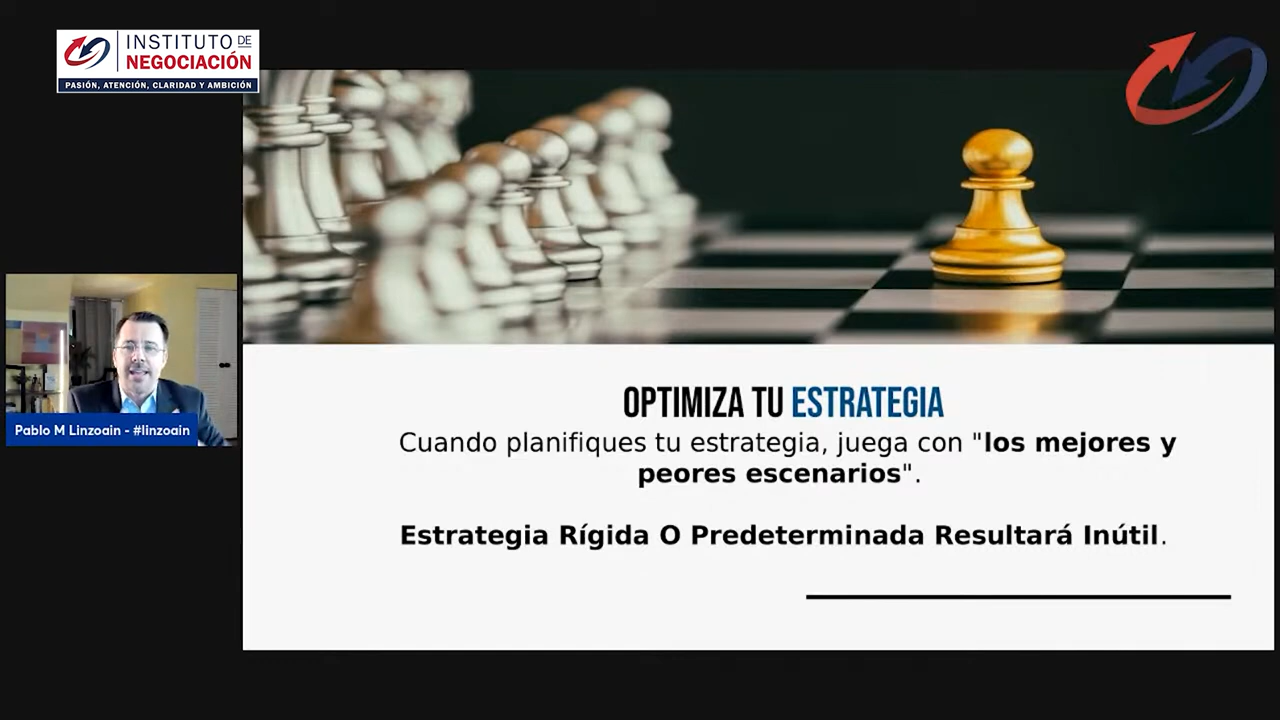 INSTITUTO DE
NEGOCIACIÓN
PASIÓN, ATENCIÓN, CLARIDAD Y AMBICIÓN
Pablo M Linzoain - #linzoain
OPTIMIZA TU ESTRATEGIA
Cuando planifiques tu estrategia, juega con "los mejores y
peores escenarios".
Estrategia Rígida O Predeterminada Resultará Inútil.